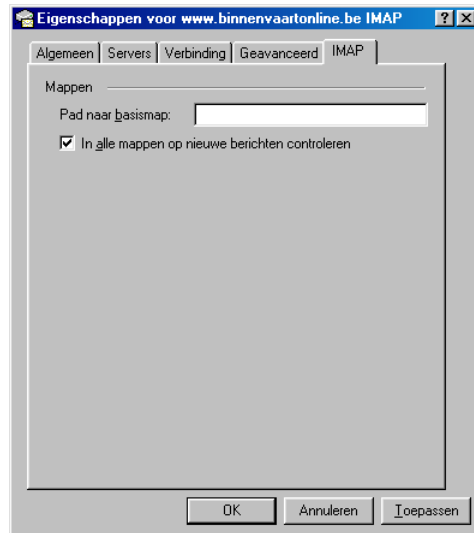 Eigenschappen voor www.binnenvaartonline.be IMAP
Algemeen Servers Verbinding Geavanceerd IMAP
Mappen
Pad naar basismap:
In alle mappen op nieuwe berichten controleren
OK Annuleren Toepassen